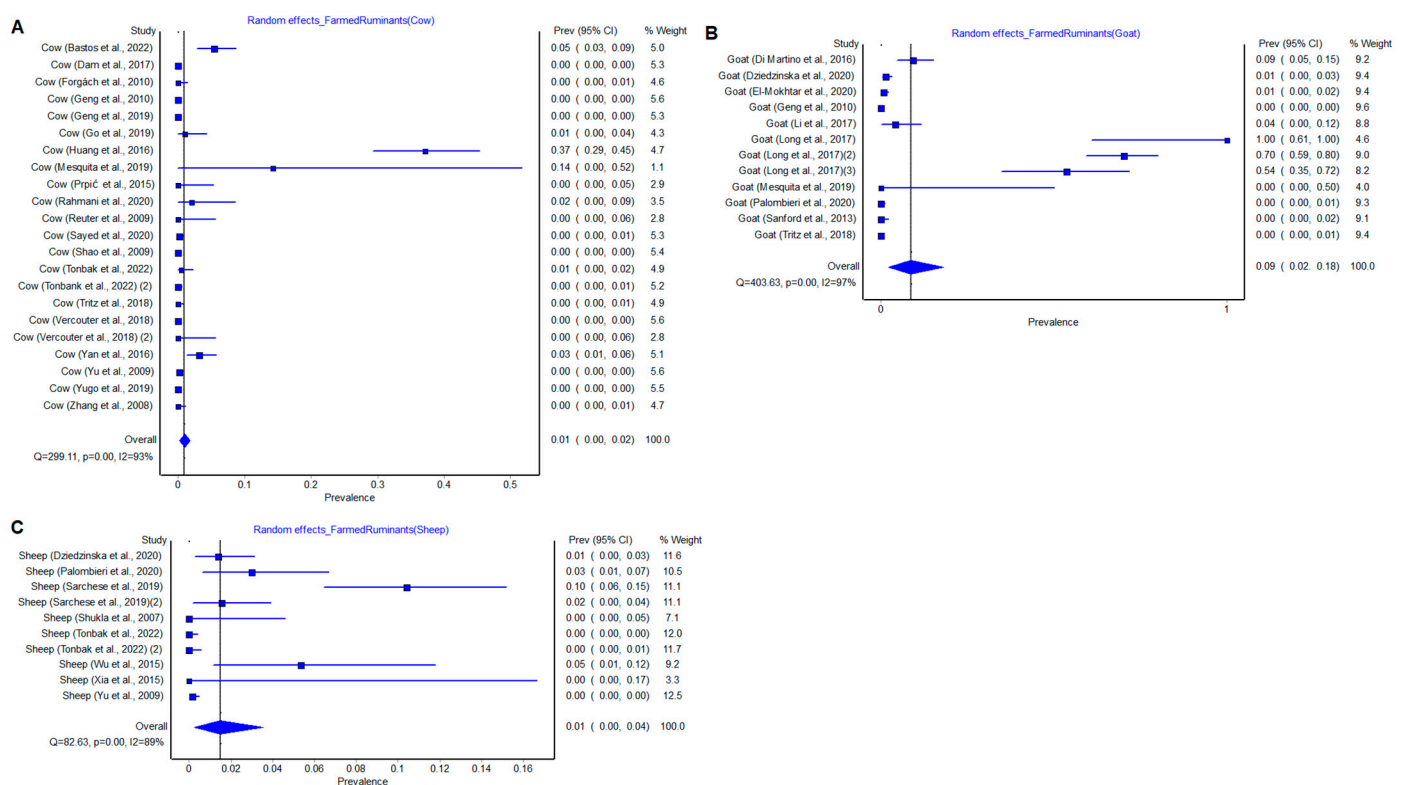 A
Random effects_FarmedRuminants(Cow)
Study Prev (95% CI) % Weight
Cow (Bastos et al., 2022) 0.05 ( 0.03, 0.09) 5.0
Cow (Dam et al., 2017) 0.00 ( 0.00, 0.00) 5.3
Cow (Forgách et al., 2010) 0.00 ( 0.00, 0.01) 4.6
Cow (Geng et al., 2010) 0.00 ( 0.00, 0.00) 5.6
Cow (Geng et al., 2019) 0.00 ( 0.00, 0.00) 5.3
Cow (Go et al., 2019) 0.01 ( 0.00, 0.04) 4.3
Cow (Huang et al., 2016) 0.37 ( 0.29, 0.45) 4.7
Cow (Mesquita et al., 2019) 0.14 ( 0.00, 0.52) 1.1
Cow (Prpić et al., 2015) 0.00 ( 0.00, 0.05) 2.9
Cow (Rahmani et al., 2020) 0.02 ( 0.00, 0.09) 3.5
Cow (Reuter et al., 2009) 0.00 ( 0.00, 0.06) 2.8
Cow (Sayed et al., 2020) 0.00 ( 0.00, 0.01) 5.3
Cow (Shao et al., 2009) 0.00 ( 0.00, 0.00) 5.4
Cow (Tonbak et al., 2022) 0.01 ( 0.00, 0.02) 4.9
Cow (Tonbank et al., 2022) (2) 0.00 ( 0.00, 0.01) 5.2
Cow (Tritz et al., 2018) 0.00 ( 0.00, 0.01) 4.9
Cow (Vercouter et al., 2018) 0.00 ( 0.00, 0.00) 5.6
Cow (Vercouter et al., 2018) (2) 0.00 ( 0.00, 0.06) 2.8
Cow (Yan et al., 2016) 0.03 ( 0.01, 0.06) 5.1
Cow (Yu et al., 2009) 0.00 ( 0.00, 0.00) 5.6
Cow (Yugo et al., 2019) 0.00 ( 0.00, 0.00) 5.5
Cow (Zhang et al., 2008) 0.00 ( 0.00, 0.01) 4.7
Overall 0.01 ( 0.00, 0.02) 100.0
Q=299.11, p=0.00, I2=93%
0 0.1 0.2 0.3 0.4 0.5
Prevalence
B
Random effects_FarmedRuminants(Goat)
Study Prev (95% CI) % Weight
Goat (Di Martino et al., 2016) 0.09 ( 0.05, 0.15) 9.2
Goat (Dziedzinska et al., 2020) 0.01 ( 0.00, 0.03) 9.4
Goat (El-Mokhtar et al., 2020) 0.01 ( 0.00, 0.02) 9.4
Goat (Geng et al., 2010) 0.00 ( 0.00, 0.00) 9.6
Goat (Li et al., 2017) 0.04 ( 0.00, 0.12) 8.8
Goat (Long et al., 2017) 1.00 ( 0.61, 1.00) 4.6
Goat (Long et al., 2017)(2) 0.70 ( 0.59, 0.80) 9.0
Goat (Long et al., 2017)(3) 0.54 ( 0.35, 0.72) 8.2
Goat (Mesquita et al., 2019) 0.00 ( 0.00, 0.50) 4.0
Goat (Palombieri et al., 2020) 0.00 ( 0.00, 0.01) 9.3
Goat (Sanford et al., 2013) 0.00 ( 0.00, 0.02) 9.1
Goat (Tritz et al., 2018) 0.00 ( 0.00, 0.01) 9.4
Overall 0.09 ( 0.02. 0.18) 100.0
Q=403.63, p=0.00, I2=97%
0 1
Prevalence
C
Random effects_FarmedRuminants(Sheep)
Study Prev (95% CI) % Weight
Sheep (Dziedzinska et al., 2020) 0.01 ( 0.00, 0.03) 11.6
Sheep (Palombieri et al., 2020) 0.03 ( 0.01, 0.07) 10.5
Sheep (Sarchese et al., 2019) 0.10 ( 0.06, 0.15) 11.1
Sheep (Sarchese et al., 2019)(2) 0.02 ( 0.00, 0.04) 11.1
Sheep (Shukla et al., 2007) 0.00 ( 0.00, 0.05) 7.1
Sheep (Tonbak et al., 2022) 0.00 ( 0.00, 0.00) 12.0
Sheep (Tonbak et al., 2022) (2) 0.00 ( 0.00, 0.01) 11.7
Sheep (Wu et al., 2015) 0.05 ( 0.01, 0.12) 9.2
Sheep (Xia et al., 2015) 0.00 ( 0.00, 0.17) 3.3
Sheep (Yu et al., 2009) 0.00 ( 0.00, 0.00) 12.5
Overall 0.01 ( 0.00, 0.04) 100.0
Q=82.63, p=0.00, I2=89%
0 0.02 0.04 0.06 0.08 0.1 0.12 0.14 0.16
Prevalence